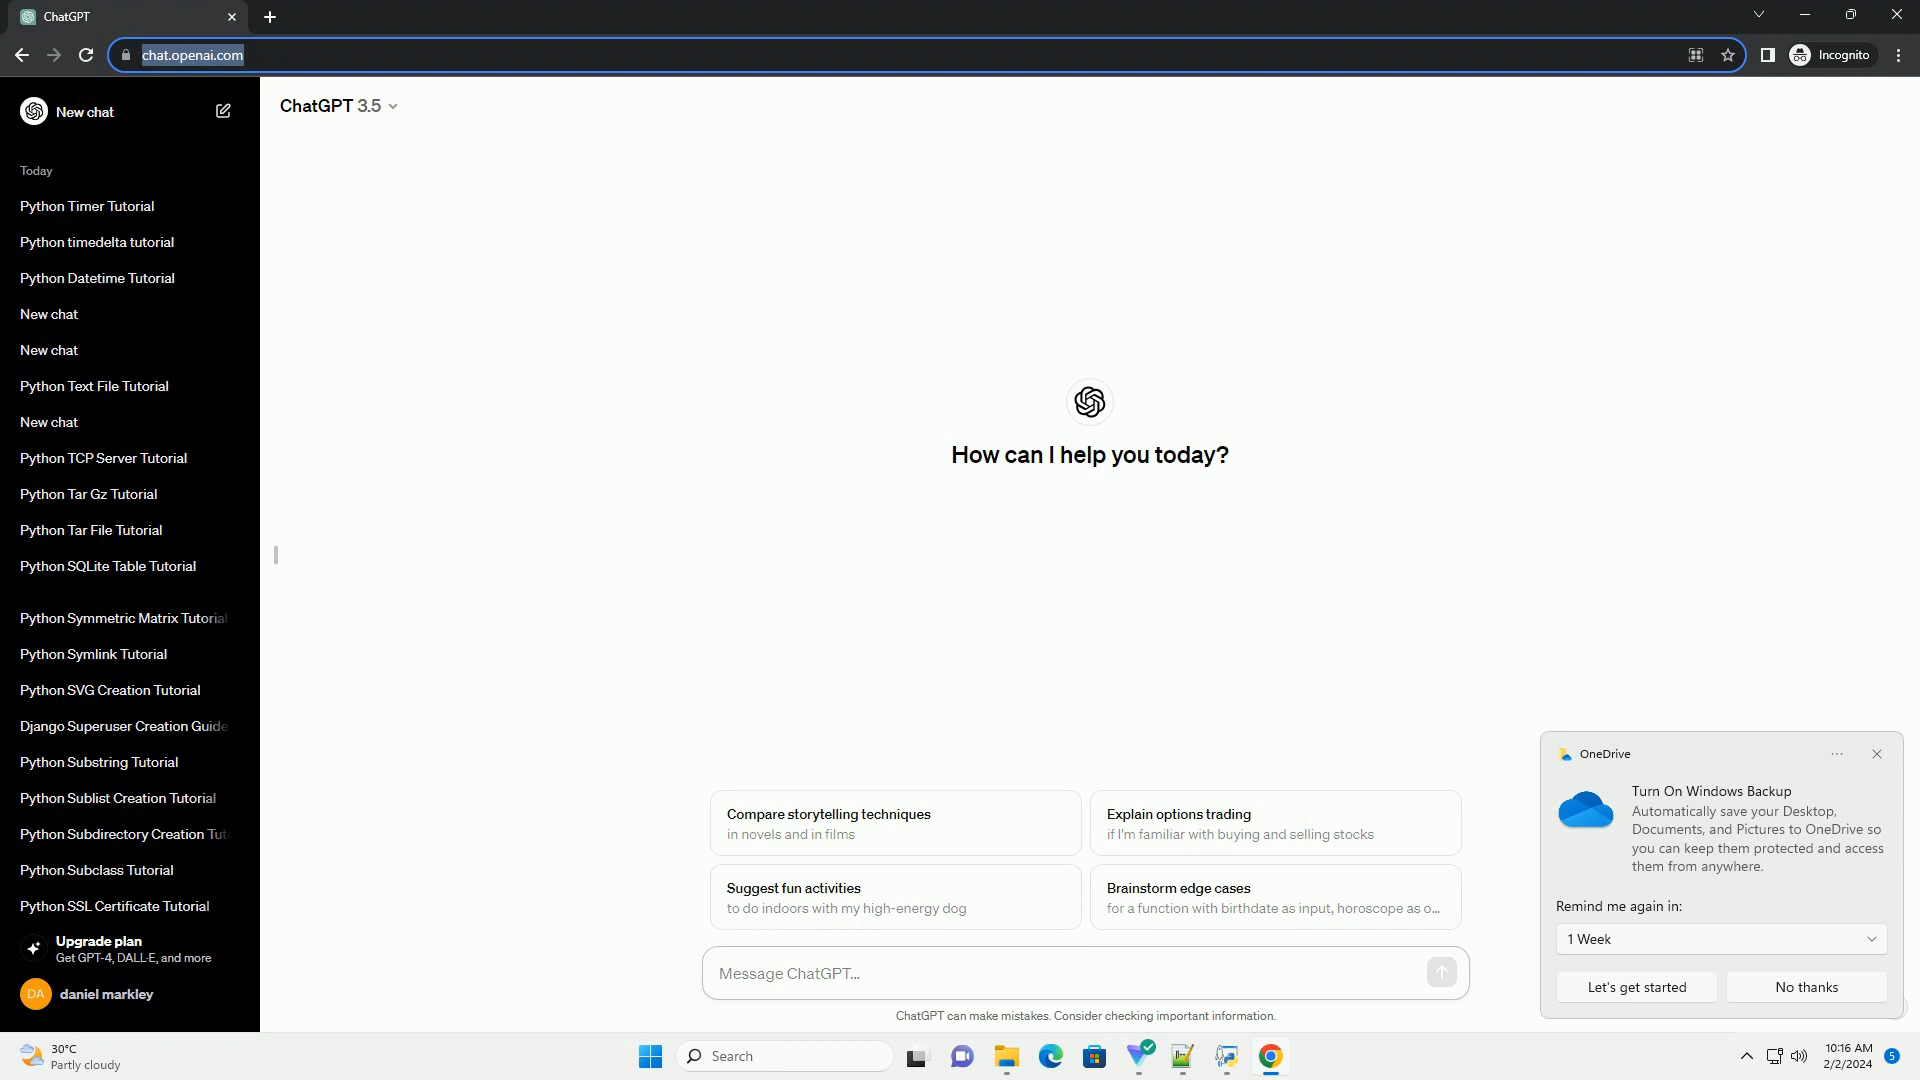 ChatGPT
chat.openai.com
Incognito
New chat
ChatGPT 3.5
Today
Python Timer Tutorial
Python timedelta tutorial
Python Datetime Tutorial
New chat
New chat
Python Text File Tutorial
New chat
Python TCP Server Tutorial
Python Tar Gz Tutorial
Python Tar File Tutorial
Python SQLite Table Tutorial
Python Symmetric Matrix Tutorial
Python Symlink Tutorial
Python SVG Creation Tutorial
Django Superuser Creation Guide
Python Substring Tutorial
Python Sublist Creation Tutorial
Python Subdirectory Creation Tut
Python Subclass Tutorial
Python SSL Certificate Tutorial
Upgrade plan
Get GPT-4, DALL·E, and more
DA daniel markley
How can I help you today?
Compare storytelling techniques
in novels and in films
Explain options trading
if I'm familiar with buying and selling stocks
Suggest fun activities
to do indoors with my high-energy dog
Brainstorm edge cases
for a function with birthdate as input, horoscope as o...
Message ChatGPT...
ChatGPT can make mistakes. Consider checking important information.
OneDrive
Turn On Windows Backup
Automatically save your Desktop,
Documents, and Pictures to OneDrive so
you can keep them protected and access
them from anywhere.
Remind me again in:
1 Week
Let's get started
No thanks
30°C
Partly cloudy
Search
10:16 AM
2/2/2024
5